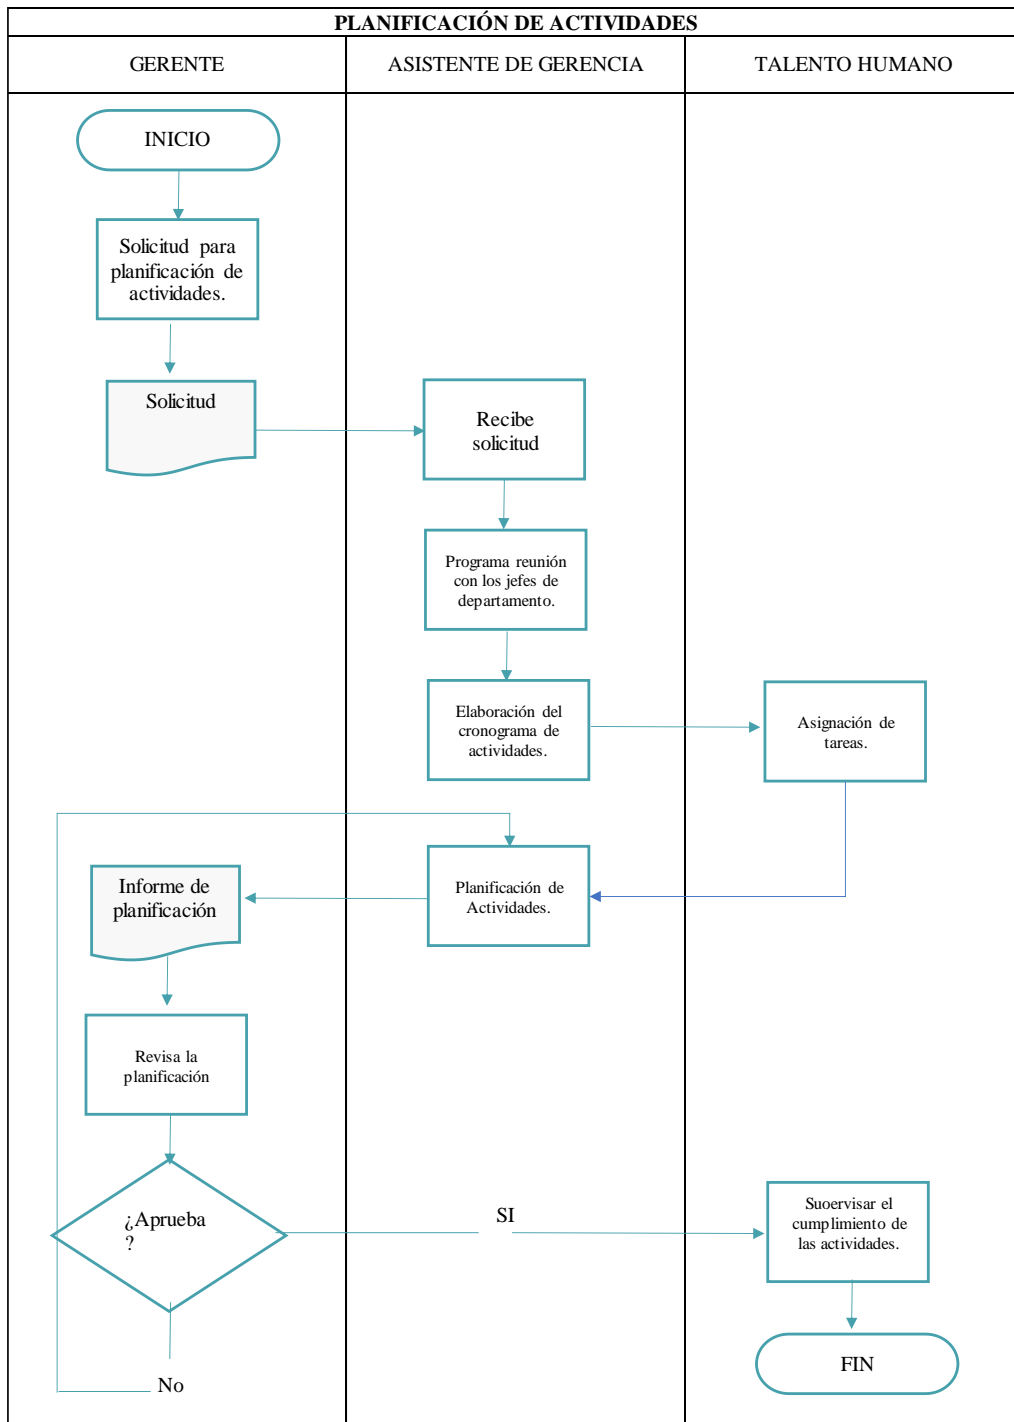 PLANIFICACIÓN DE ACTIVIDADES
GERENTE
ASISTENTE DE GERENCIA
TALENTO HUMANO
INICIO
Solicitud para
planificación de
actividades.
Solicitud
Recibe
solicitud
Programa reunión
con los jefes de
departamento.
Elaboración del
cronograma de
actividades.
Asignación de
tareas.
Planificación de
Actividades.
Informe de
planificación
Revisa la
planificación
¿Aprueba
?
SI
Suoervisar el
cumplimiento de
las actividades.
No
FIN